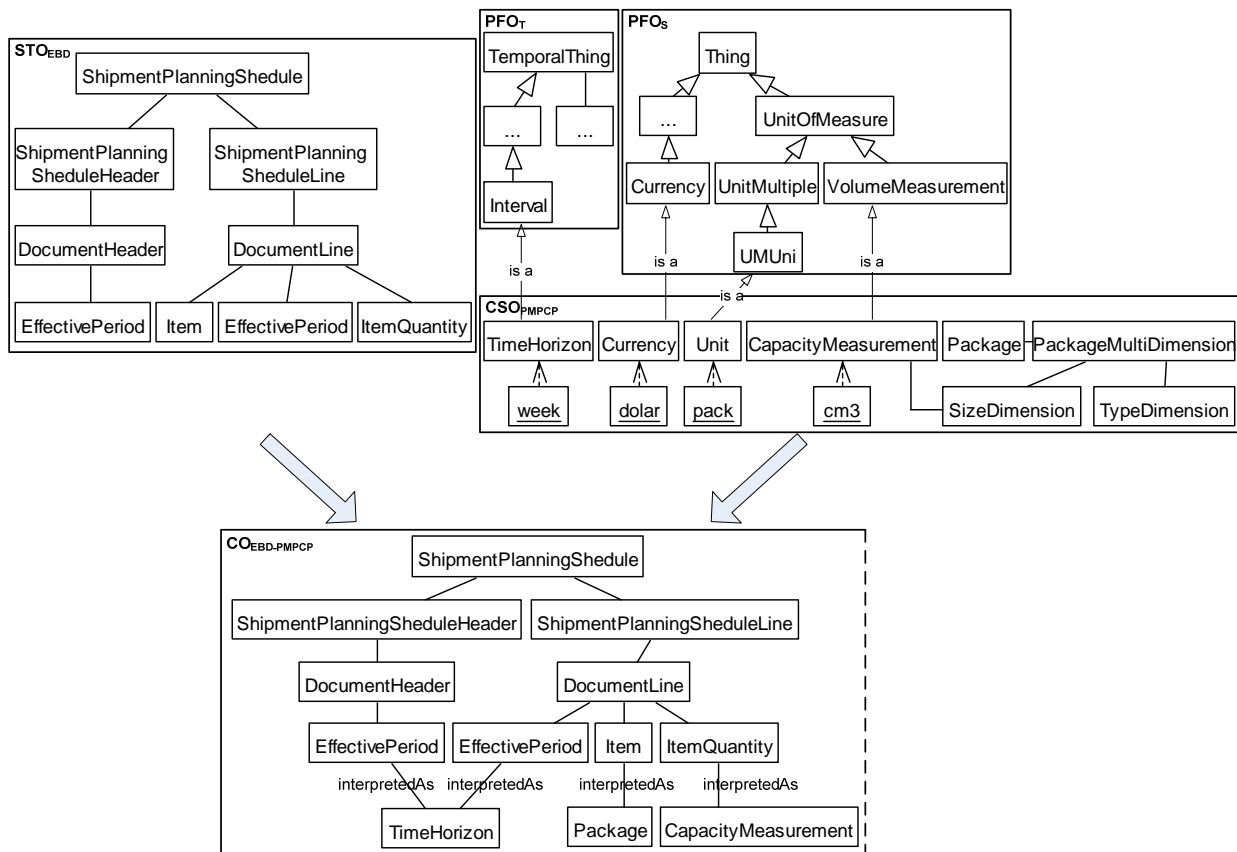 STOEBD
ShipmentPlanningShedule
ShipmentPlanning
SheduleHeader
ShipmentPlanning
SheduleLine
DocumentHeader
DocumentLine
EffectivePeriod
Item
EffectivePeriod
ItemQuantity
PFOT
TemporalThing
...
...
Interval
PFOS
Thing
...
UnitOfMeasure
Currency
UnitMultiple
VolumeMeasurement
UMUni
is a
is a
is a
is a
CSOPMPCP
TimeHorizon
Currency
Unit
CapacityMeasurement
Package
PackageMultiDimension
week
dolar
pack
cm3
SizeDimension
TypeDimension
COEBD-PMPCP
ShipmentPlanningShedule
ShipmentPlanningSheduleHeader
ShipmentPlanningSheduleLine
DocumentHeader
DocumentLine
EffectivePeriod
EffectivePeriod
Item
ItemQuantity
interpretedAs
interpretedAs
interpretedAs
interpretedAs
TimeHorizon
Package
CapacityMeasurement